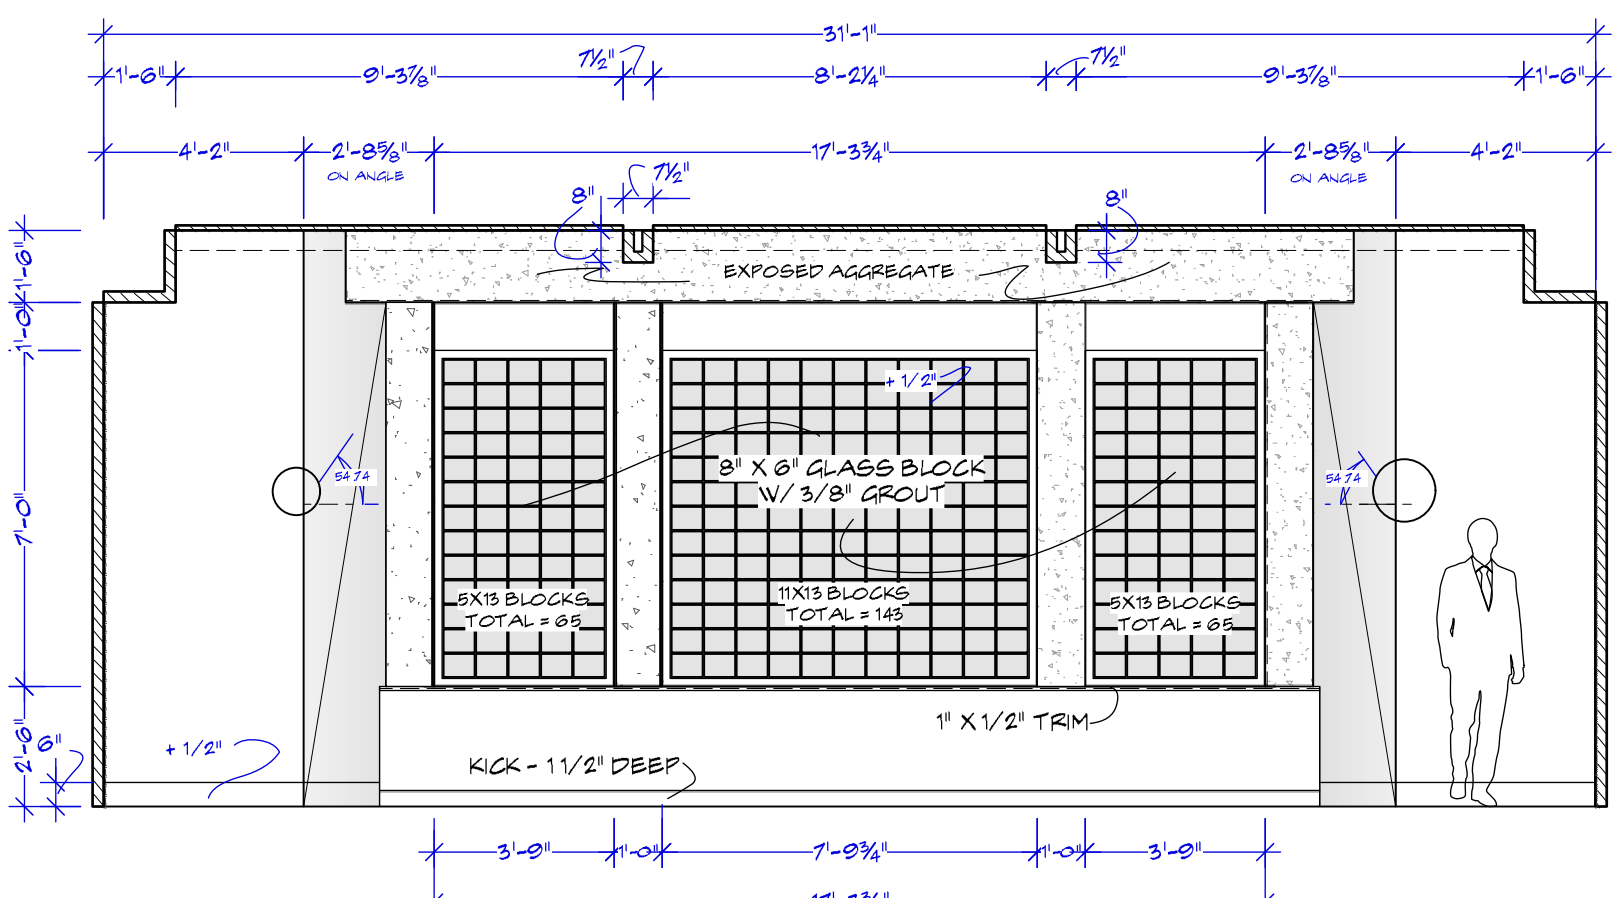 31'-1"
7½"
7½"
1'-6"
9'-3⅞"
8'-2¼"
9'-3⅞"
1'-6"
4'-2"
2'-8⅝"
17'-3¾"
2'-8⅝"
4'-2"
ON ANGLE
ON ANGLE
7½"
8"
8"
1'-6"
EXPOSED AGGREGATE
1'-0"
+ 1/2"
8" X 6" GLASS BLOCK
W/ 3/8" GROUT
54.74
54.74
7'-0"
5X13 BLOCKS
TOTAL = 65
11X13 BLOCKS
TOTAL = 143
5X13 BLOCKS
TOTAL = 65
1" X 1/2" TRIM
2'-6"
6"
+ 1/2"
KICK - 1 1/2" DEEP
3'-9"
1'-0"
7'-9¾"
1'-0"
3'-9"